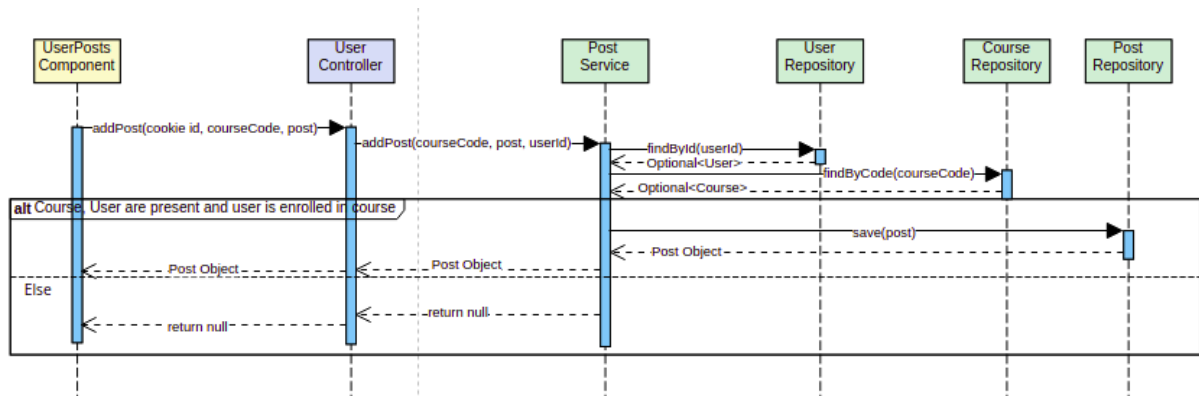 UserPosts
Component
User
Controller
Post
Service
User
Repository
Course
Repository
Post
Repository
addPost(cookie id, courseCode, post)
addPost(courseCode, post, userId)
findById(userId)
Optional<User>
findByCode(courseCode)
Optional<Course>
alt Course, User are present and user is enrolled in course
save(post)
Post Object
Post Object
Post Object
Else
return null
return null